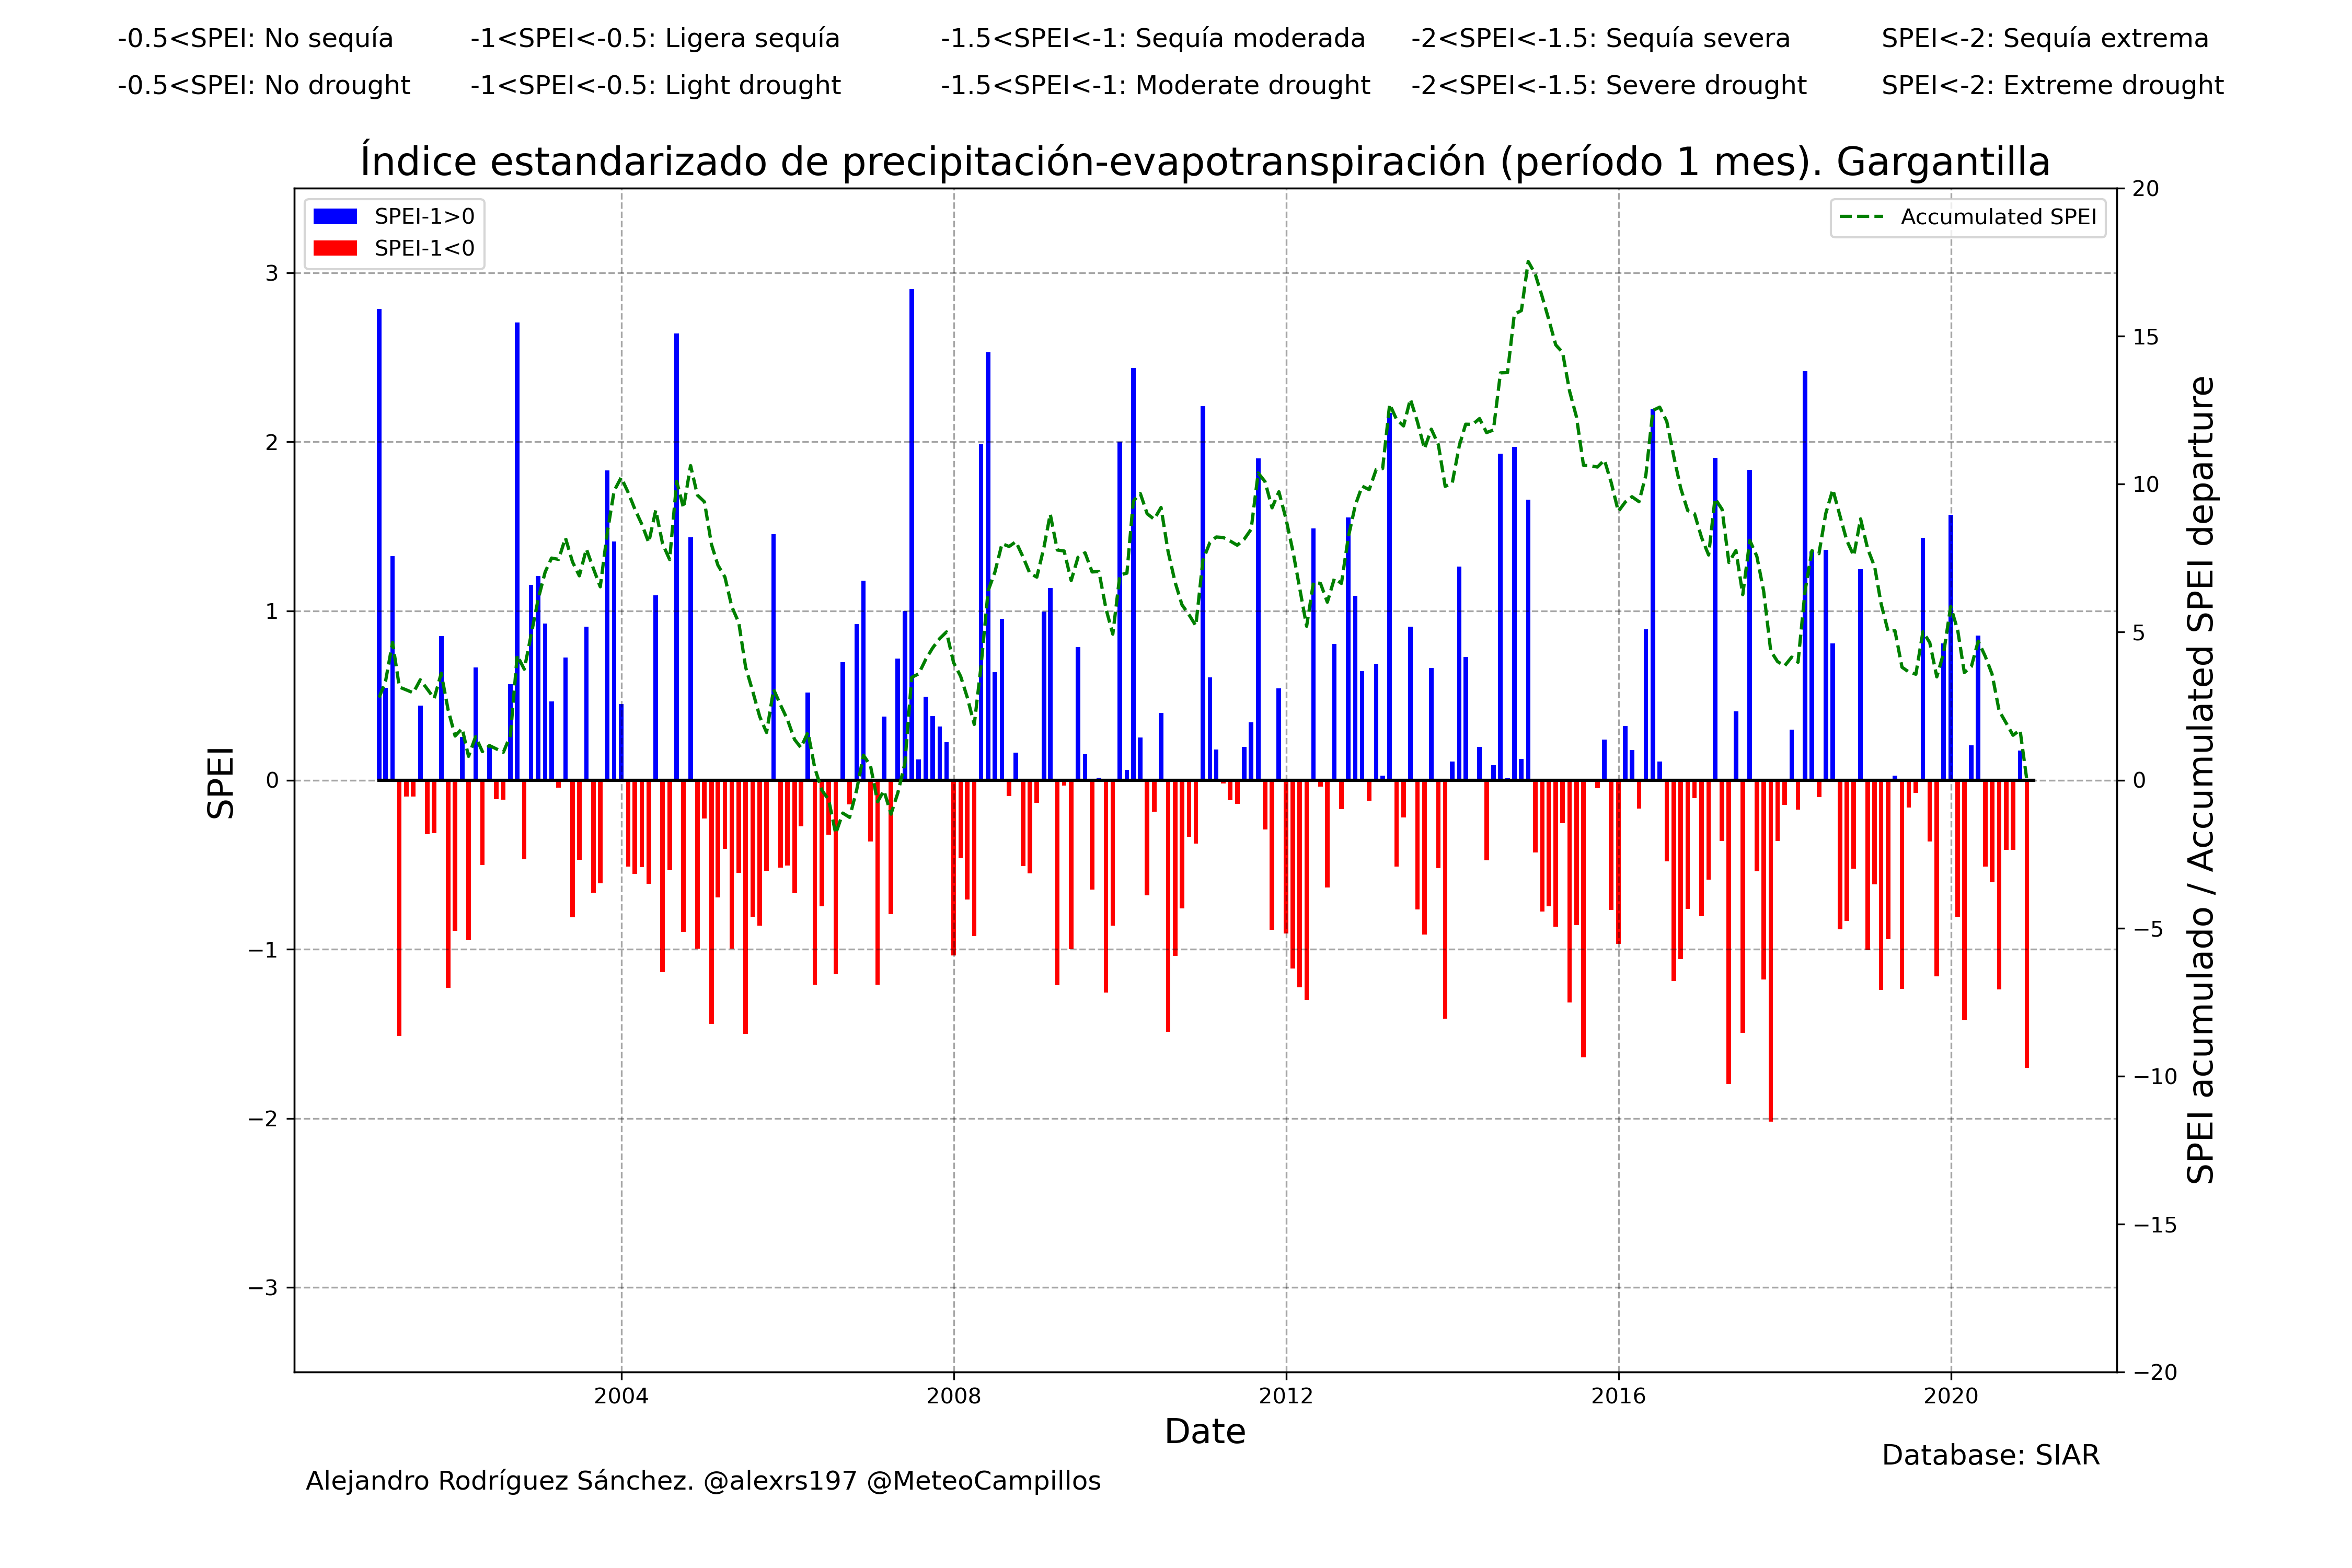 -0.5<SPEI: No sequía -1<SPEI<-0.5: Ligera sequía -1.5<SPEI<-1: Sequía moderada -2<SPEI<-1.5: Sequía severa SPEI<-2: Sequía extrema
-0.5<SPEI: No drought -1<SPEI<-0.5: Light drought -1.5<SPEI<-1: Moderate drought -2<SPEI<-1.5: Severe drought SPEI<-2: Extreme drought
Índice estandarizado de precipitación-evapotranspiración (período 1 mes). Gargantilla
SPEI-1>0
SPEI-1<0
Accumulated SPEI
SPEI
3
2
1
0
−1
−2
−3
20
15
10
5
0
−5
−10
−15
−20
SPEI acumulado / Accumulated SPEI departure
2004 2008 2012 2016 2020
Date
Database: SIAR
Alejandro Rodríguez Sánchez. @alexrs197 @MeteoCampillos